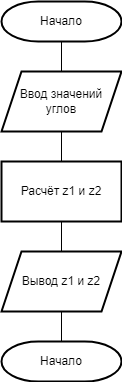 Начало
Ввод значений
углов
Расчёт z1 и z2
Вывод z1 и z2
Начало